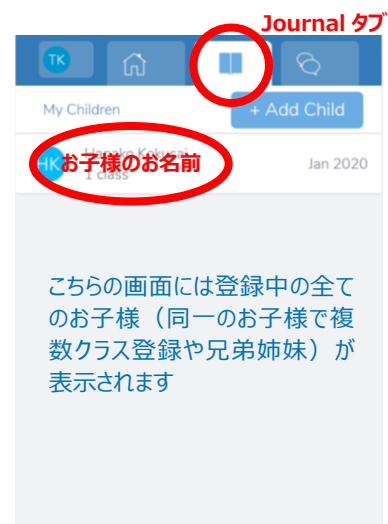 Journal タブ
TK
My Children
+ Add Child
HK
お子様のお名前
Hanako Kokusai
1 class
Jan 2020
こちらの画面には登録中の全て
のお子様（同一のお子様で複
数クラス登録や兄弟姉妹）が
表示されます